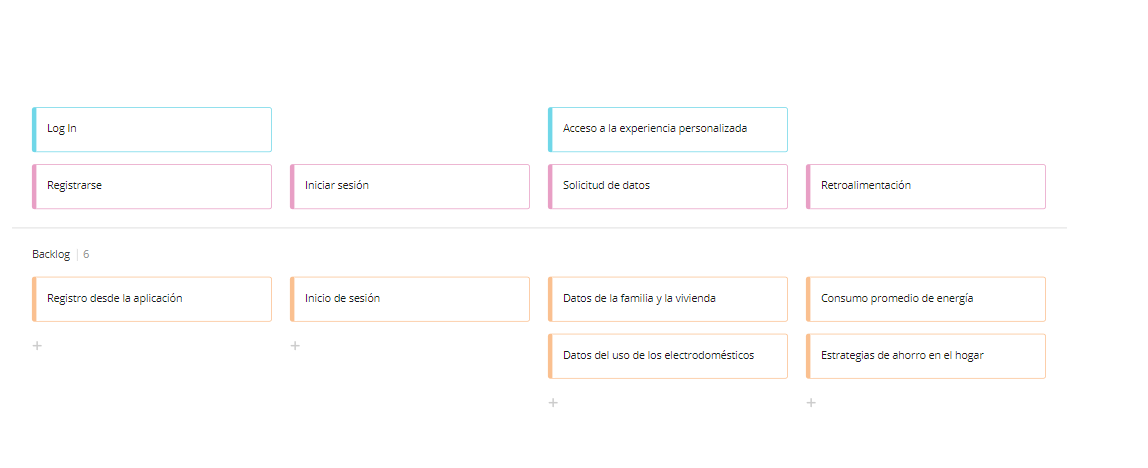 Log In
Acceso a la experiencia personalizada
Registrarse
Iniciar sesión
Solicitud de datos
Retroalimentación
Backlog | 6
Registro desde la aplicación
Inicio de sesión
Datos de la familia y la vivienda
Consumo promedio de energía
+
+
Datos del uso de los electrodomésticos
Estrategias de ahorro en el hogar
+
+